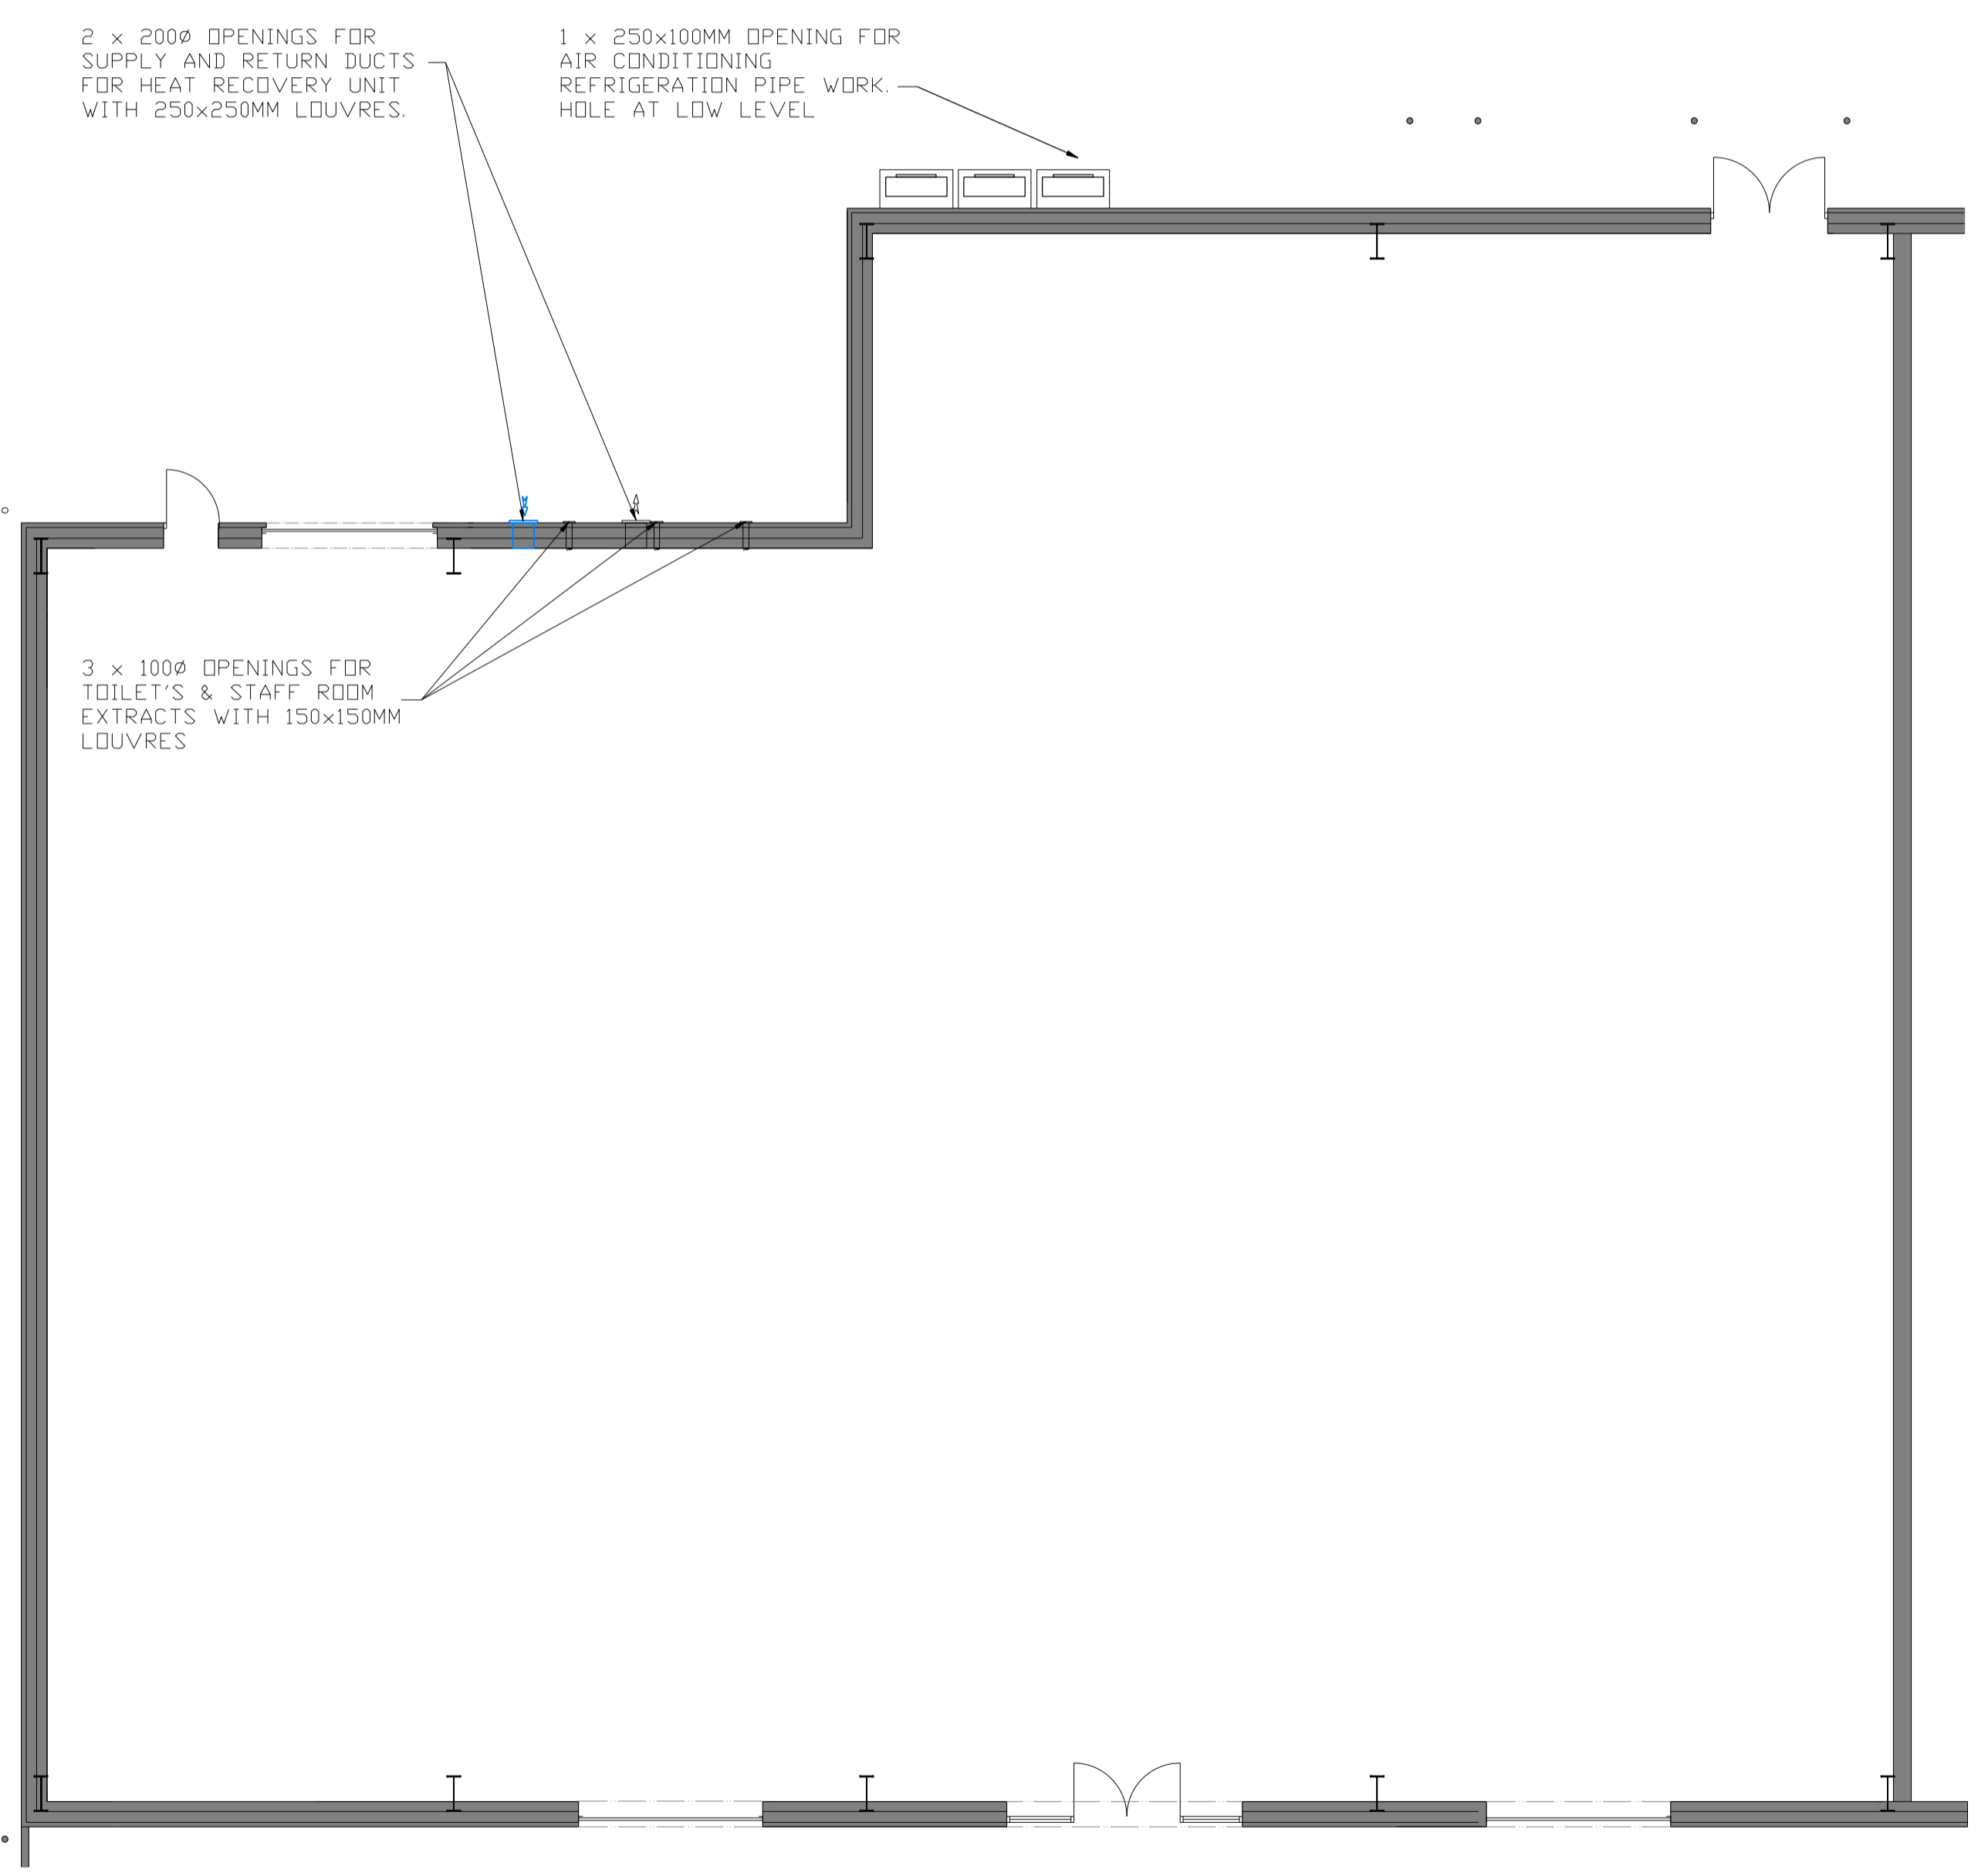 2 x 200ø OPENINGS FOR
SUPPLY AND RETURN DUCTS
FOR HEAT RECOVERY UNIT
WITH 250x250MM LOUVRES.
1 x 250x100MM OPENING FOR
AIR CONDITIONING
REFRIGERATION PIPE WORK.
HOLE AT LOW LEVEL
3 x 100ø OPENINGS FOR
TOILET'S & STAFF ROOM
EXTRACTS WITH 150x150MM
LOUVRES